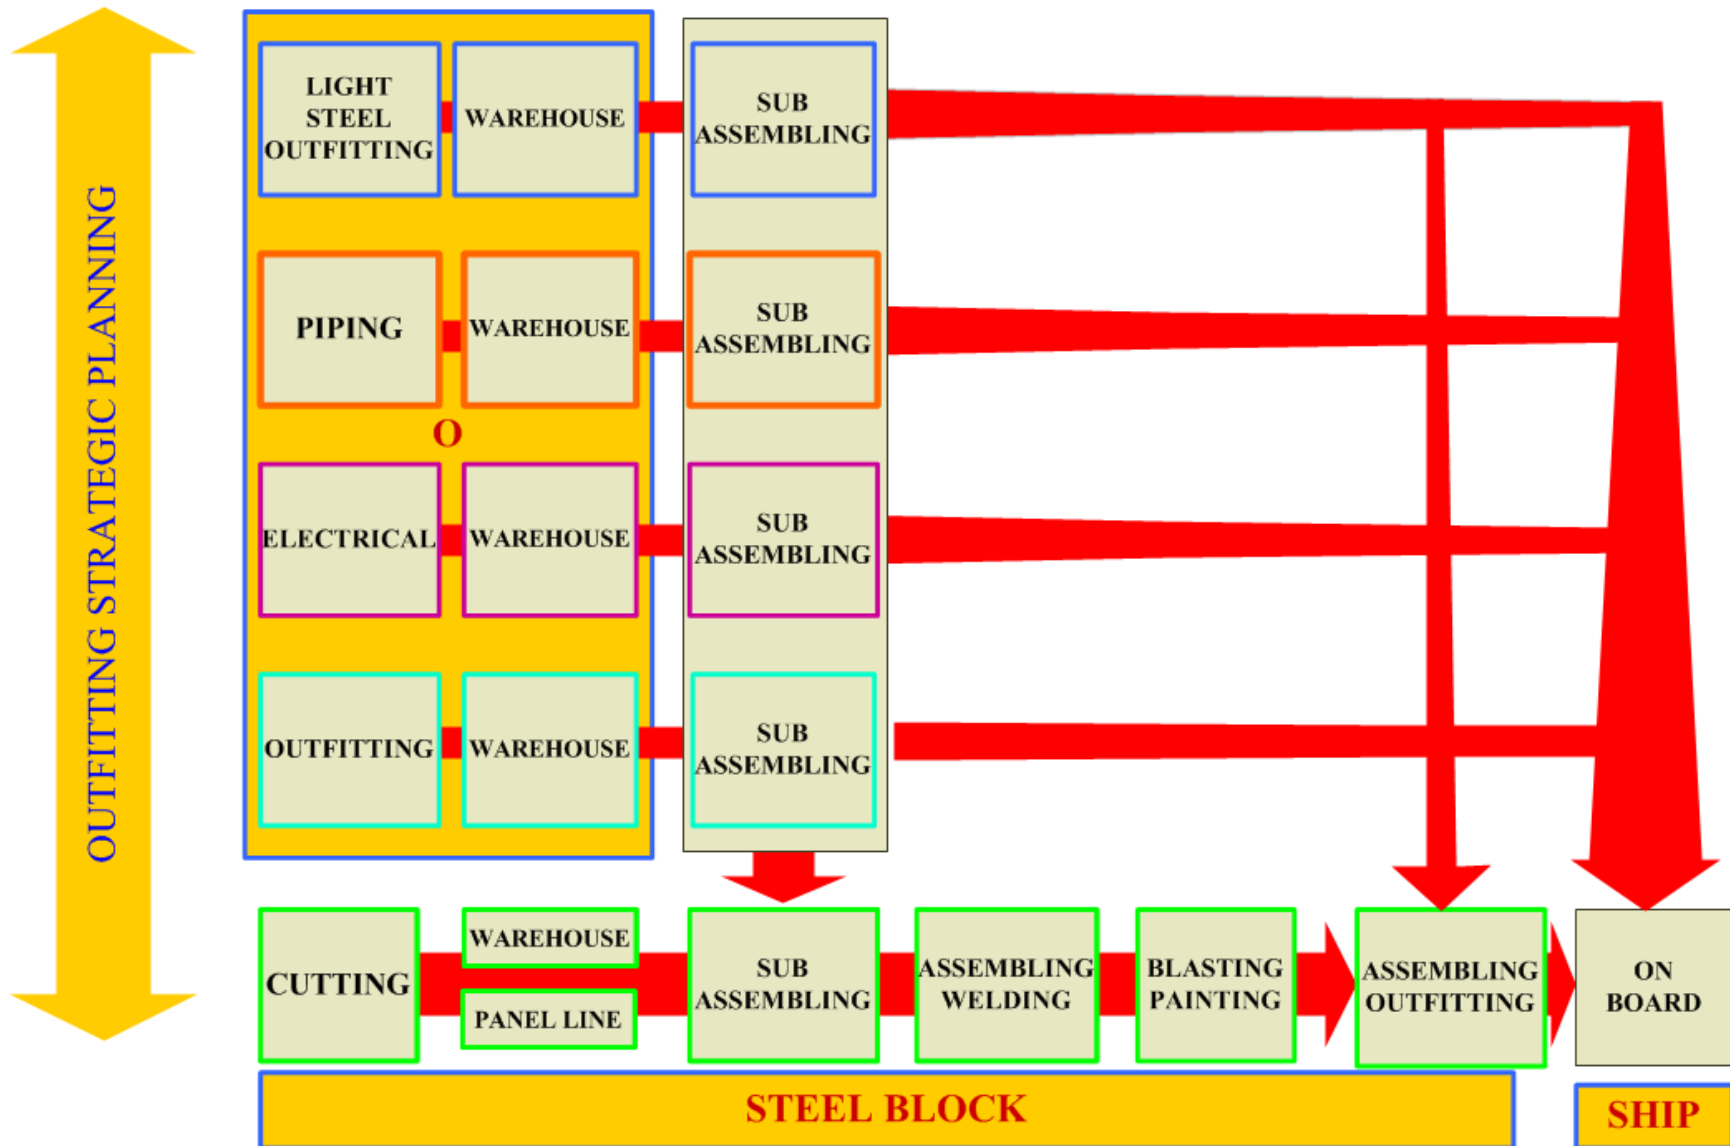 OUTFITTING STRATEGIC PLANNING
LIGHT
STEEL
OUTFITTING
WAREHOUSE
SUB
ASSEMBLING
PIPING
WAREHOUSE
SUB
ASSEMBLING
O
ELECTRICAL
WAREHOUSE
SUB
ASSEMBLING
OUTFITTING
WAREHOUSE
SUB
ASSEMBLING
CUTTING
WAREHOUSE
PANEL LINE
SUB
ASSEMBLING
ASSEMBLING
WELDING
BLASTING
PAINTING
ASSEMBLING
OUTFITTING
ON
BOARD
STEEL BLOCK
SHIP